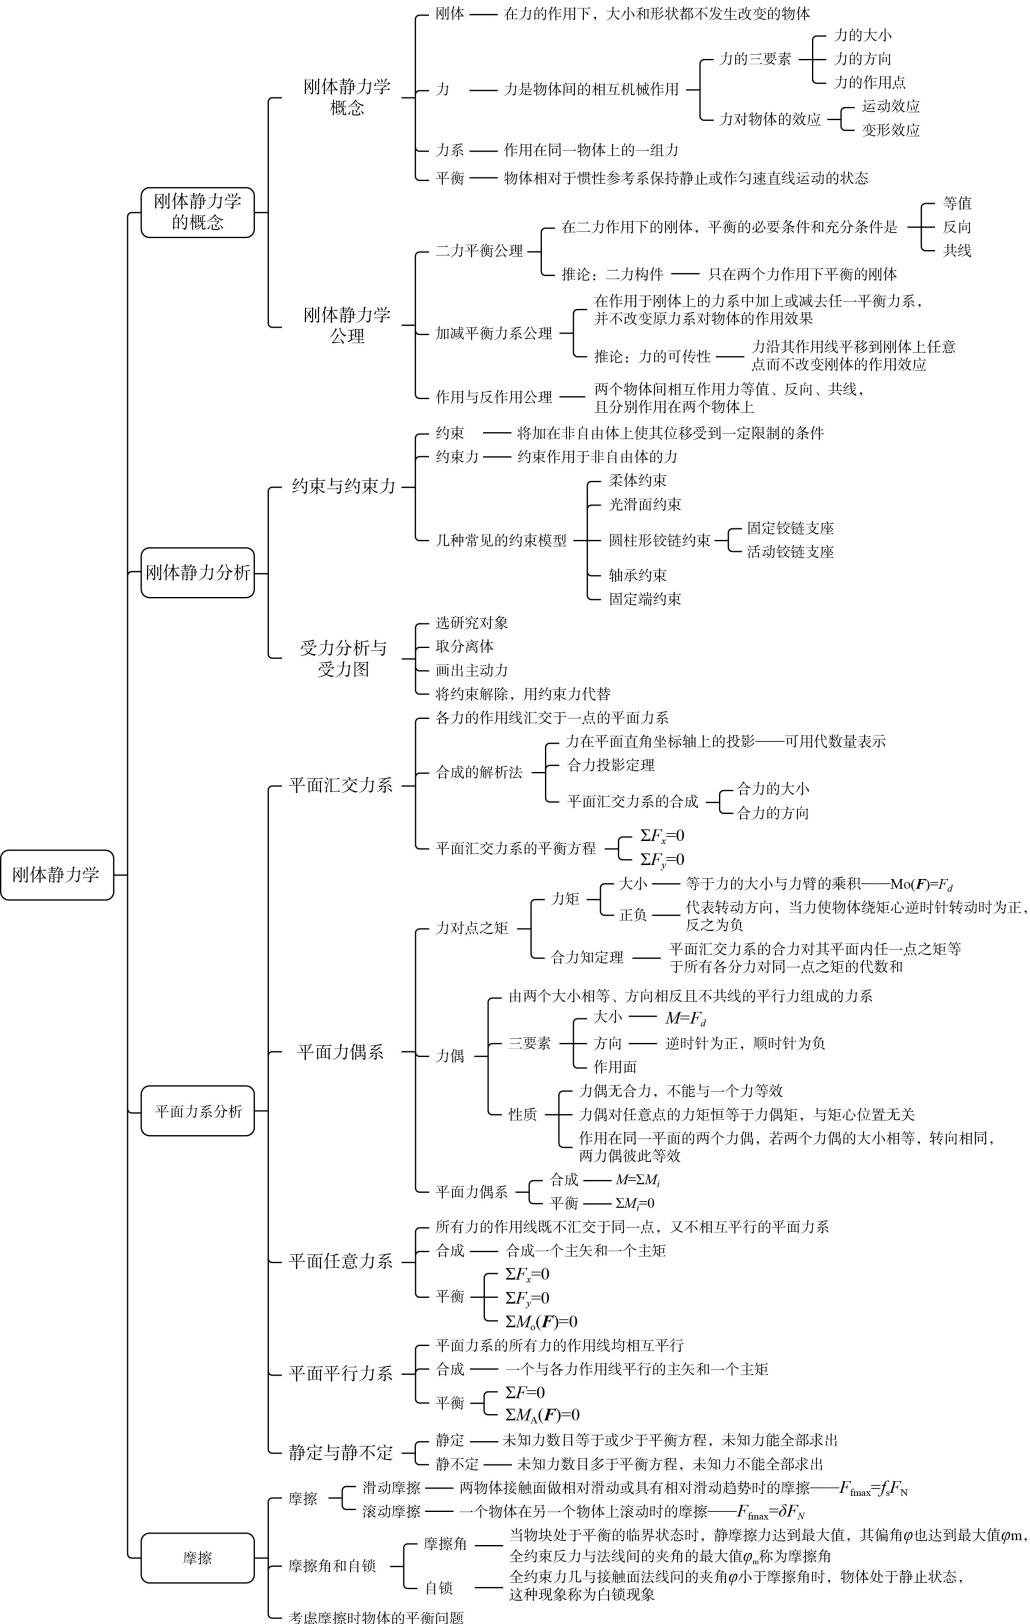 刚体静力学
刚体静力学
的概念
刚体静力学
概念
刚体
在力的作用下，大小和形状都不发生改变的物体
力
力是物体间的相互机械作用
力的三要素
力的大小
力的方向
力的作用点
力对物体的效应
运动效应
变形效应
力系
作用在同一物体上的一组力
平衡
物体相对于惯性参考系保持静止或作匀速直线运动的状态
刚体静力学
公理
二力平衡公理
在二力作用下的刚体，平衡的必要条件和充分条件是
等值
反向
共线
推论：二力构件
只在两个力作用下平衡的刚体
加减平衡力系公理
在作用于刚体上的力系中加上或减去任一平衡力系，
并不改变原力系对物体的作用效果
推论：力的可传性
力沿其作用线平移到刚体上任意
点而不改变刚体的作用效应
作用与反作用公理
两个物体间相互作用力等值、反向、共线，
且分别作用在两个物体上
刚体静力分析
约束与约束力
约束
将加在非自由体上使其位移受到一定限制的条件
约束力
约束作用于非自由体的力
几种常见的约束模型
柔体约束
光滑面约束
圆柱形铰链约束
固定铰链支座
活动铰链支座
轴承约束
固定端约束
受力分析与
受力图
选研究对象
取分离体
画出主动力
将约束解除，用约束力代替
平面力系分析
平面汇交力系
各力的作用线汇交于一点的平面力系
合成的解析法
力在平面直角坐标轴上的投影——可用代数量表示
合力投影定理
平面汇交力系的合成
合力的大小
合力的方向
平面汇交力系的平衡方程
ΣFx=0
ΣFy=0
平面力偶系
力对点之矩
力矩
大小
等于力的大小与力臂的乘积——Mo(F)=Fd
正负
代表转动方向，当力使物体绕矩心逆时针转动时为正，
反之为负
合力知定理
平面汇交力系的合力对其平面内任一点之矩等
于所有各分力对同一点之矩的代数和
力偶
由两个大小相等、方向相反且不共线的平行力组成的力系
三要素
大小
M=Fd
方向
逆时针为正，顺时针为负
作用面
性质
力偶无合力，不能与一个力等效
力偶对任意点的力矩恒等于力偶矩，与矩心位置无关
作用在同一平面的两个力偶，若两个力偶的大小相等，转向相同，
两力偶彼此等效
平面力偶系
合成
M=ΣMi
平衡
ΣMi=0
平面任意力系
所有力的作用线既不汇交于同一点，又不相互平行的平面力系
合成
合成一个主矢和一个主矩
平衡
ΣFx=0
ΣFy=0
ΣMo(F)=0
平面平行力系
平面力系的所有力的作用线均相互平行
合成
一个与各力作用线平行的主矢和一个主矩
平衡
ΣF=0
ΣMA(F)=0
静定与静不定
静定
未知力数目等于或少于平衡方程，未知力能全部求出
静不定
未知力数目多于平衡方程，未知力不能全部求出
摩擦
摩擦
滑动摩擦
两物体接触面做相对滑动或具有相对滑动趋势时的摩擦——Ffmax=fsFN
滚动摩擦
一个物体在另一个物体上滚动时的摩擦——Ffmax=δFN
摩擦角和自锁
摩擦角
当物块处于平衡的临界状态时，静摩擦力达到最大值，其偏角φ也达到最大值φm，
全约束反力与法线间的夹角的最大值φm称为摩擦角
自锁
全约束力几与接触面法线问的夹角φ小于摩擦角时，物体处于静止状态，
这种现象称为白锁现象
考虑摩擦时物体的平衡问题